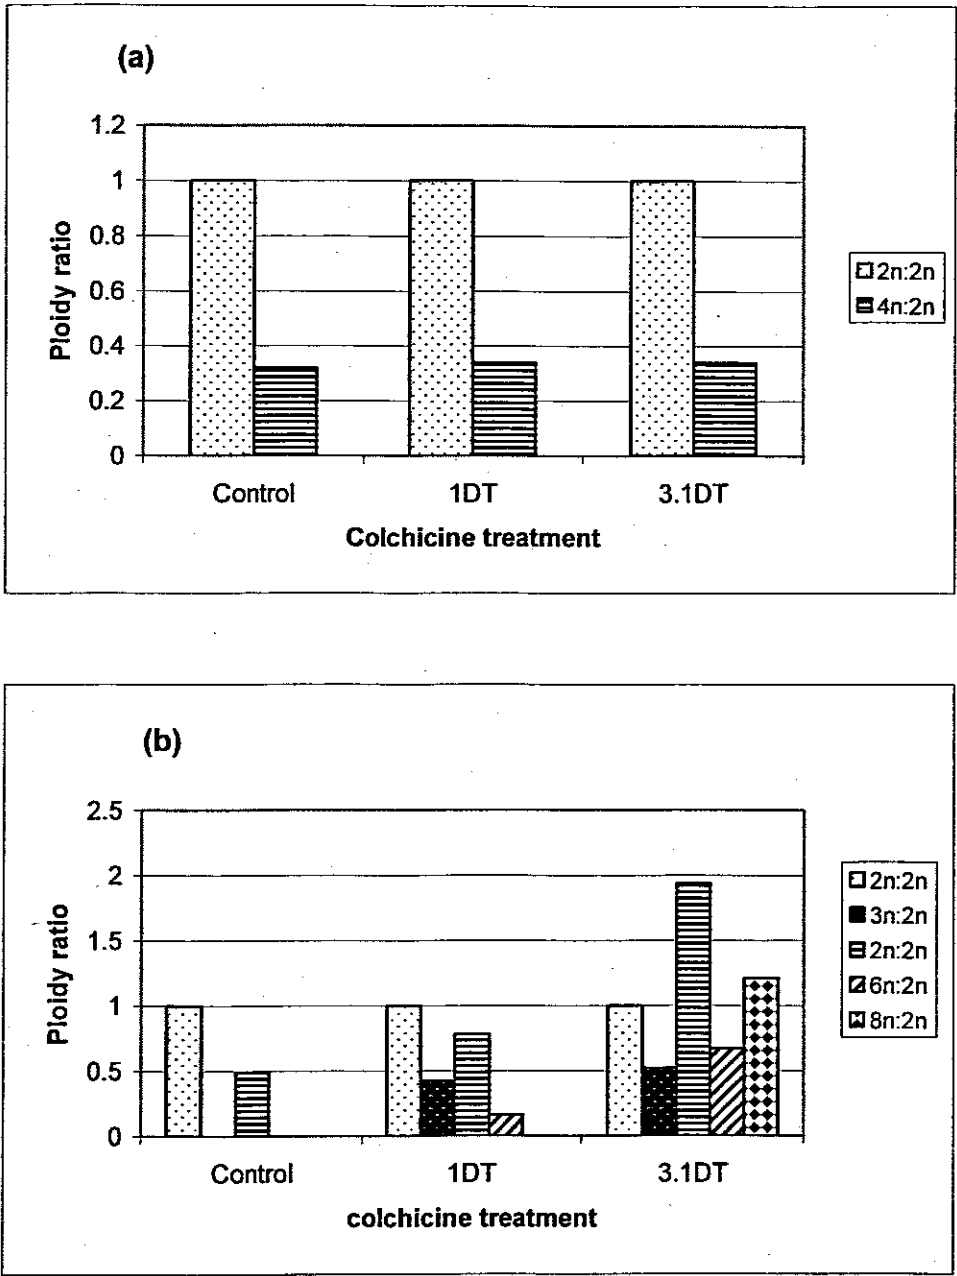 (a)
1.2
1
0.8
0.6
0.4
0.2
0
Ploidy ratio
Control 1DT 3.1DT
Colchicine treatment
2n:2n
4n:2n
(b)
2.5
2
1.5
1
0.5
0
Ploidy ratio
Control 1DT 3.1DT
colchicine treatment
2n:2n
3n:2n
2n:2n
6n:2n
8n:2n